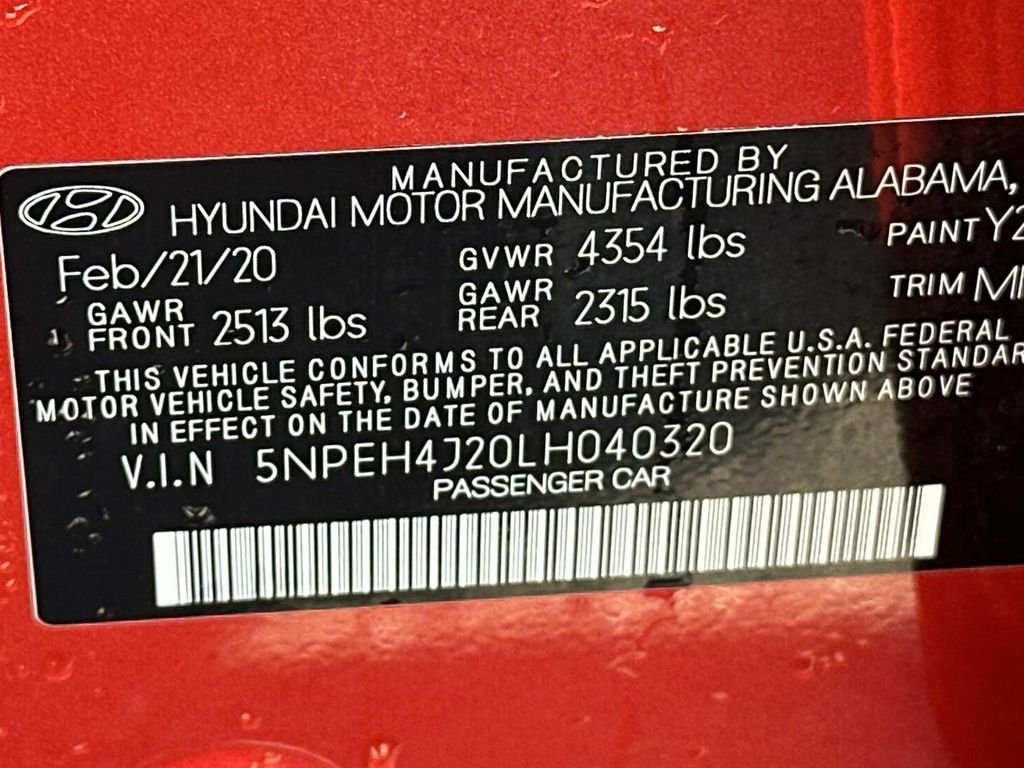 MANUFACTURED BY
HYUNDAI MOTOR MANUFACTURING ALABAMA,
Feb/21/20 GVWR 4354 lbs PAINT Y2
GAWR FRONT 2513 lbs GAWR REAR 2315 lbs TRIM
THIS VEHICLE CONFORMS TO ALL APPLICABLE U.S.A. FEDERAL
MOTOR VEHICLE SAFETY, BUMPER, AND THEFT PREVENTION STANDAR
IN EFFECT ON THE DATE OF MANUFACTURE SHOWN ABOVE
V.I.N 5NPEH4J20LH040320
PASSENGER CAR